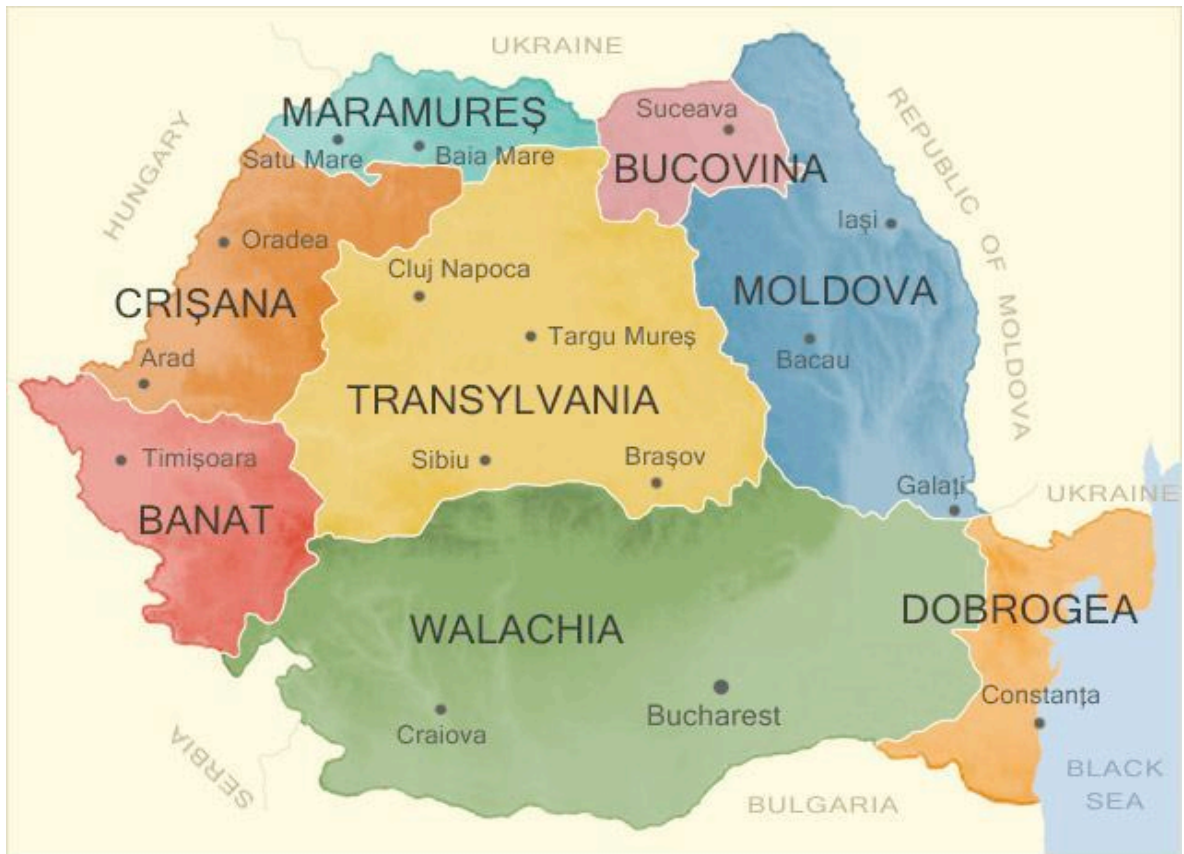 UKRAINE
MARAMUREŞ
Suceava
Satu Mare
Baia Mare
BUCOVINA
HUNGARY
REPUBLIC OF MOLDOVA
Oradea
Iaşi
Cluj Napoca
CRIŞANA
MOLDOVA
Targu Mureş
Arad
Bacau
TRANSYLVANIA
Timişoara
Sibiu
Braşov
Galaţi
UKRAINE
BANAT
WALACHIA
DOBROGEA
Constanţa
Bucharest
Craiova
SERBIA
BULGARIA
BLACK
SEA